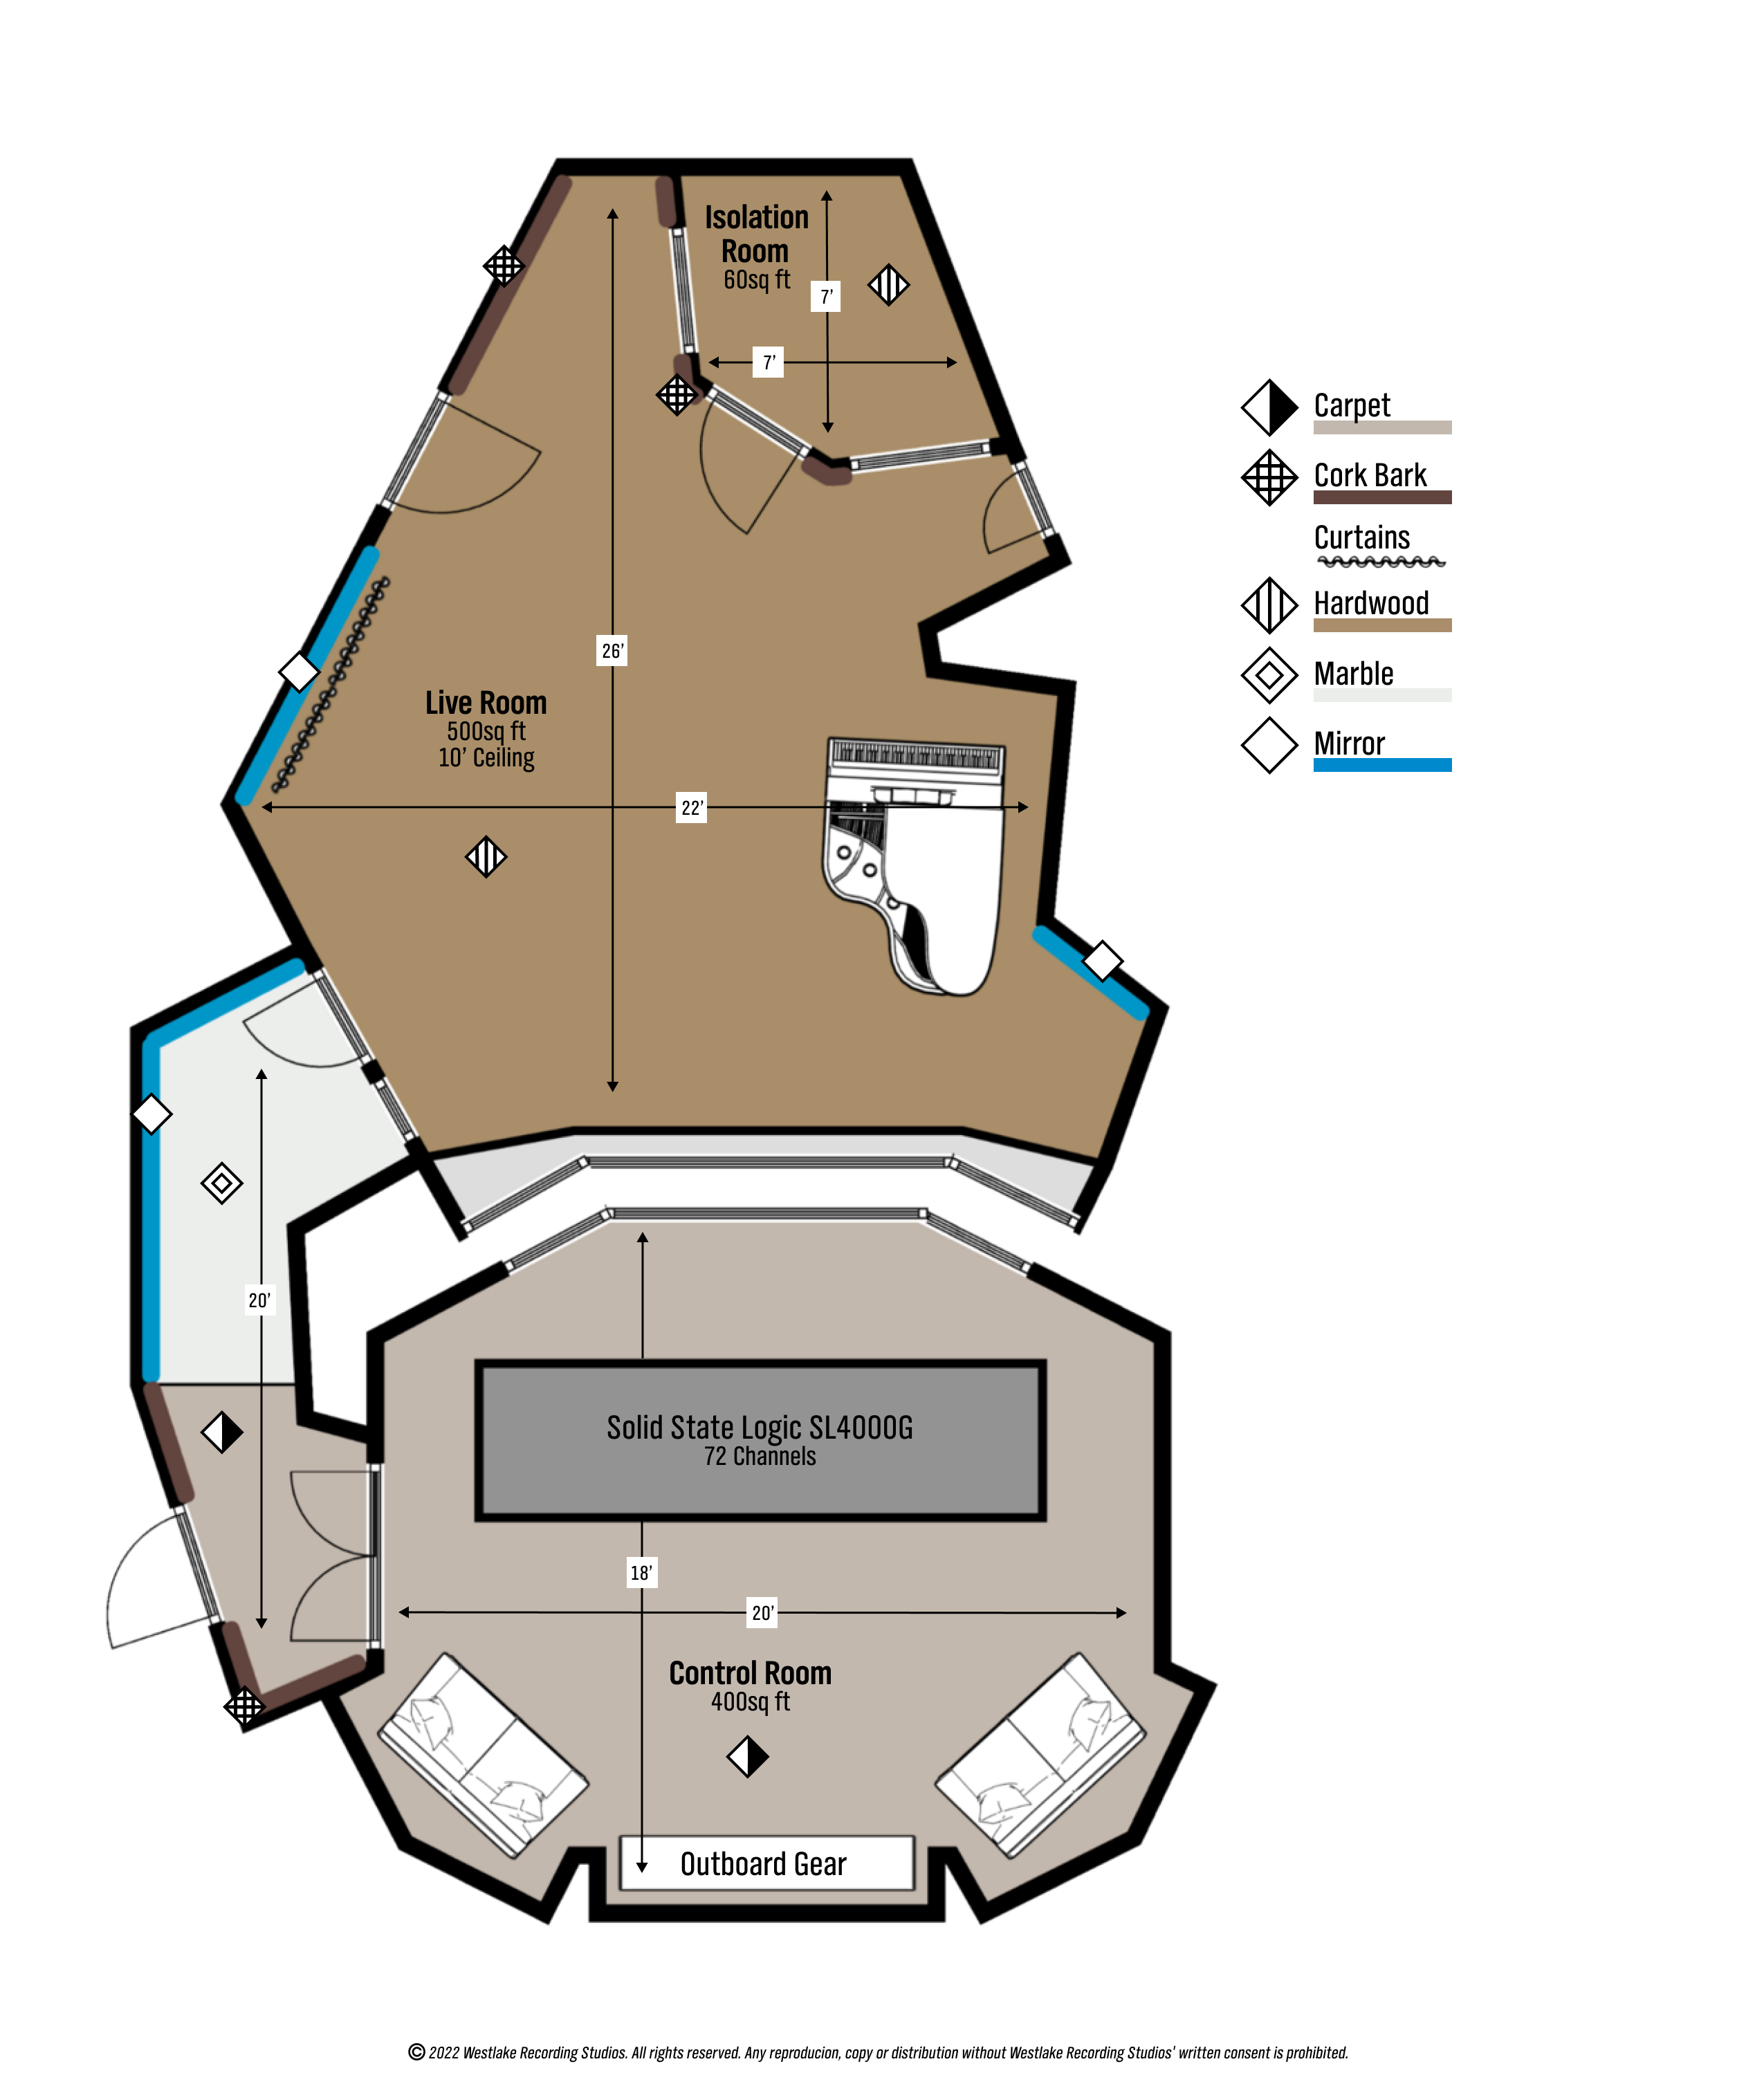 Isolation
Room
60sq ft
7’
7’
Carpet
Cork Bark
Curtains
Hardwood
Marble
Mirror
26’
Live Room
500sq ft
10’ Ceiling
22’
20’
Solid State Logic SL4000G
72 Channels
18’
20’
Control Room
400sq ft
Outboard Gear
© 2022 Westlake Recording Studios. All rights reserved. Any reproducion, copy or distribution without Westlake Recording Studios' written consent is prohibited.